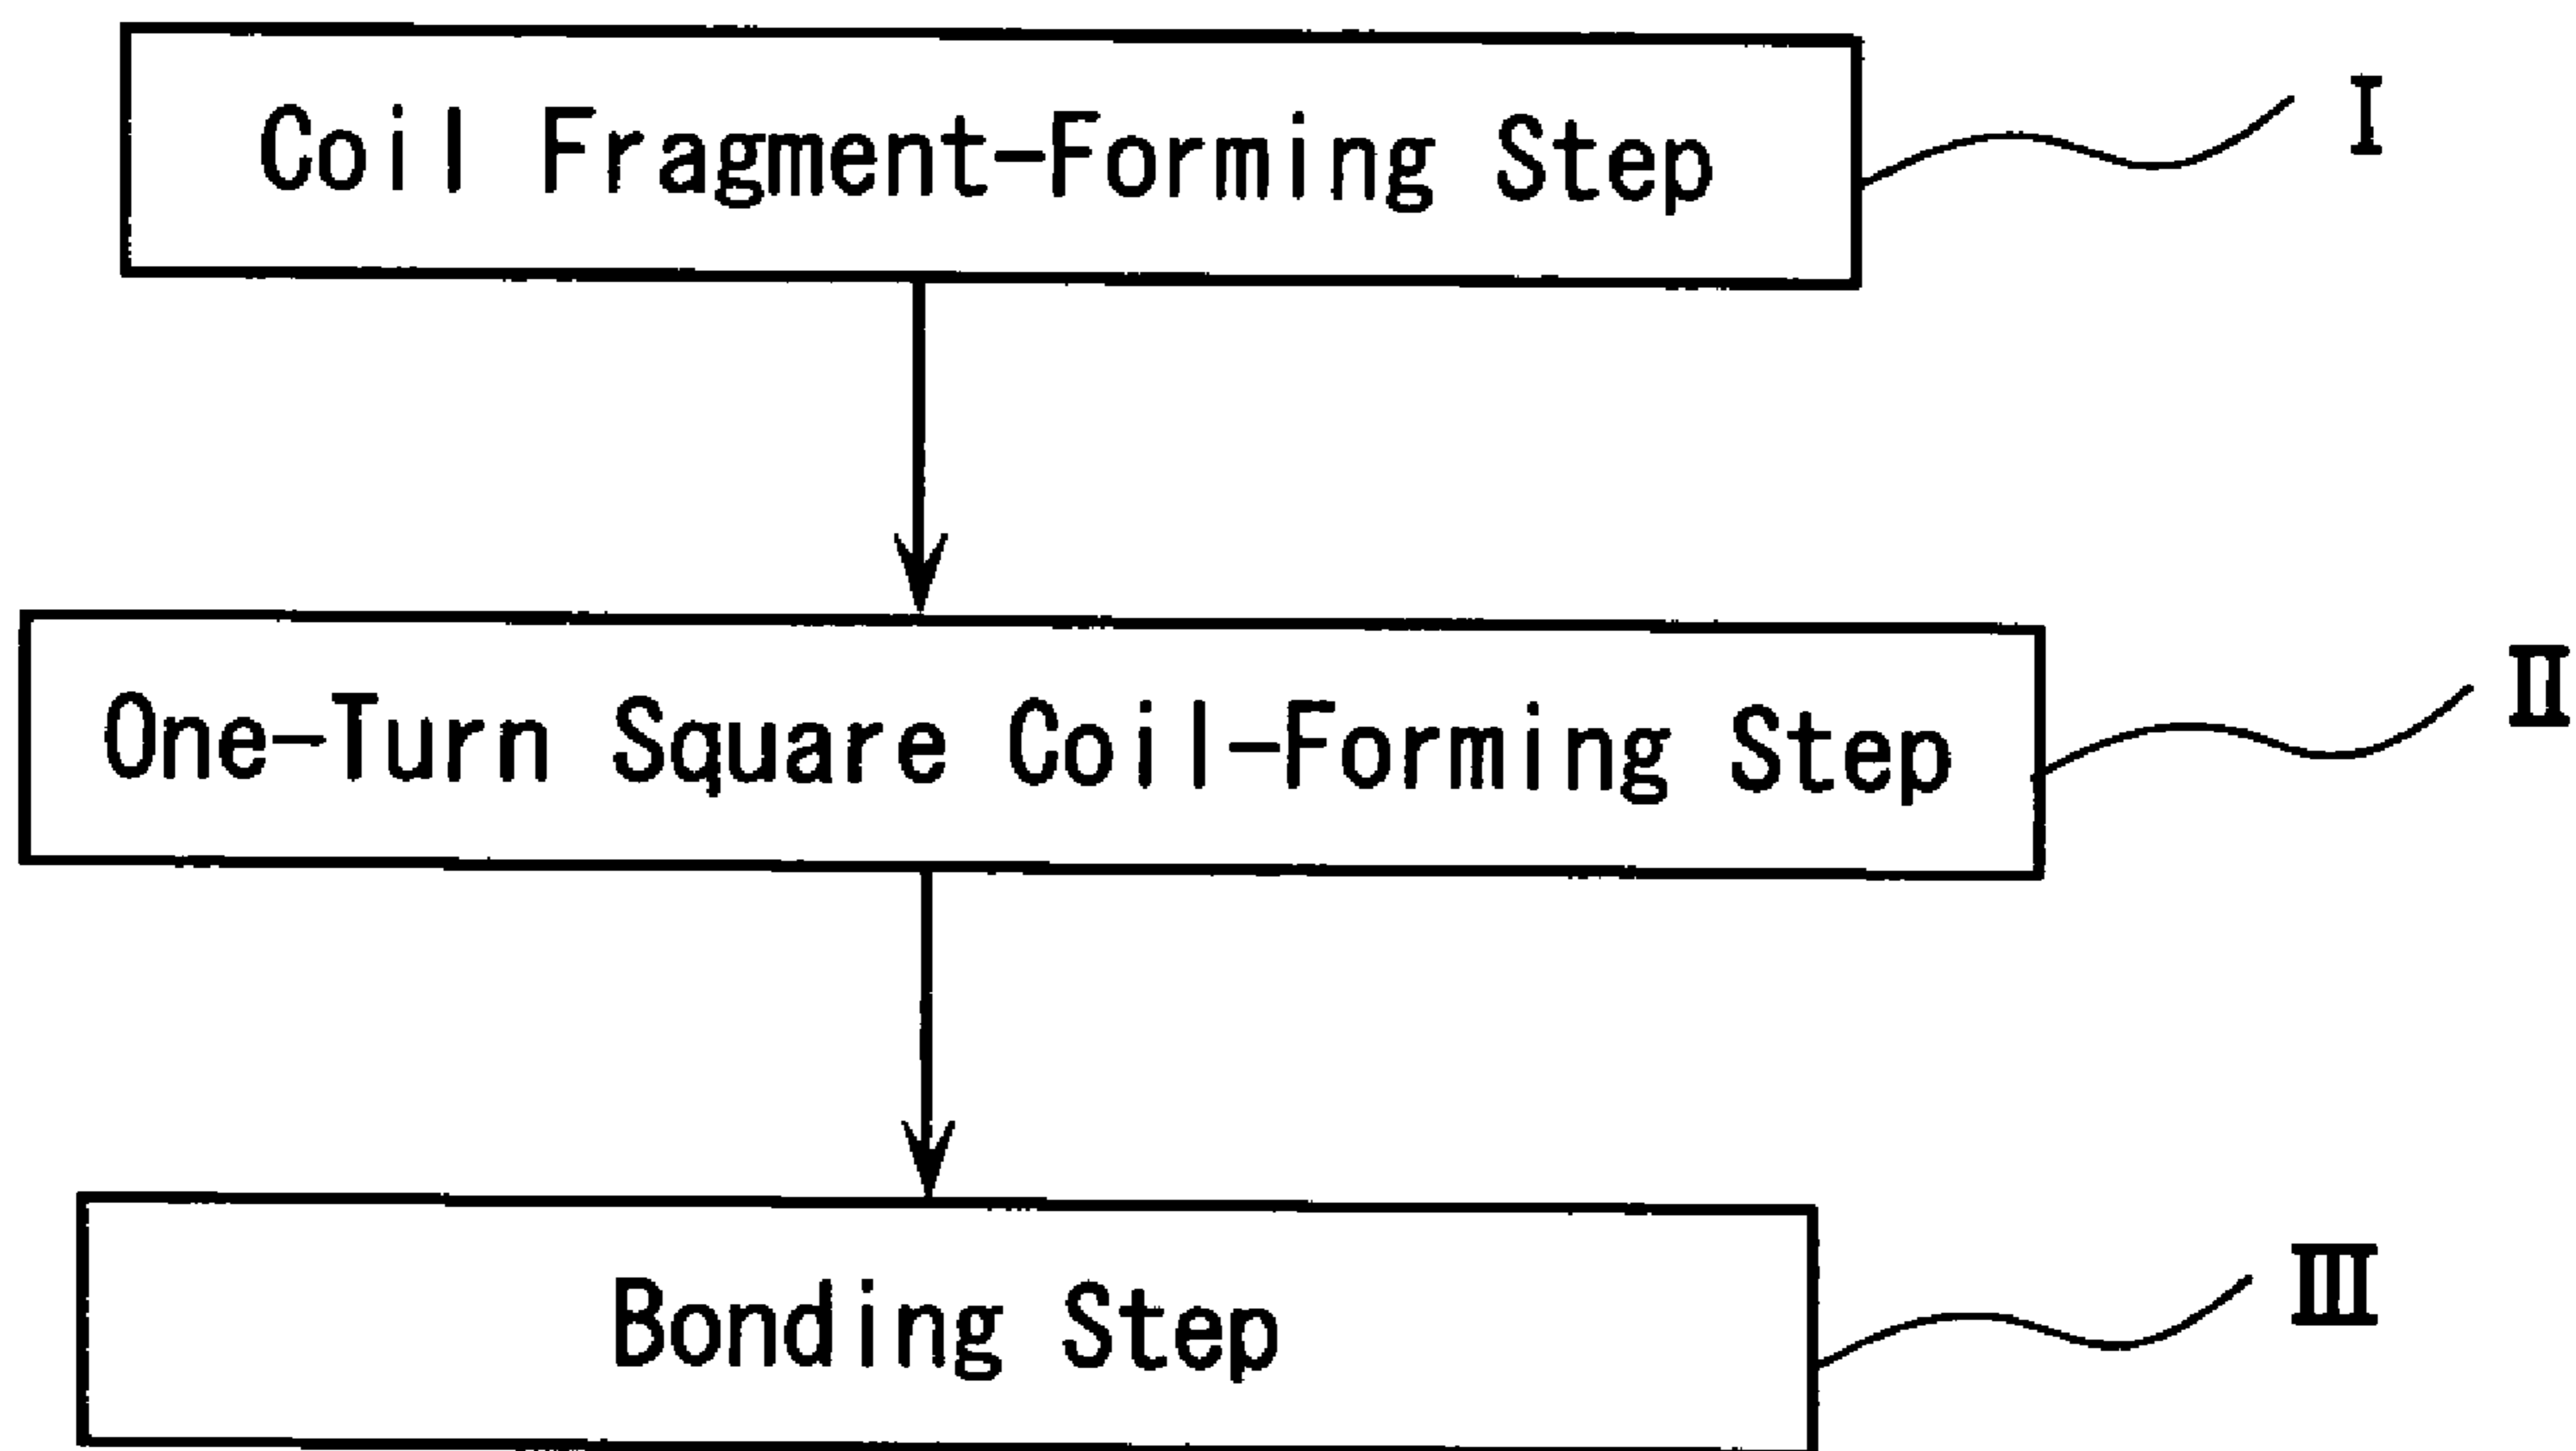 Coil Fragment-Forming Step
I
One-Turn Square Coil-Forming Step
II
Bonding Step
III